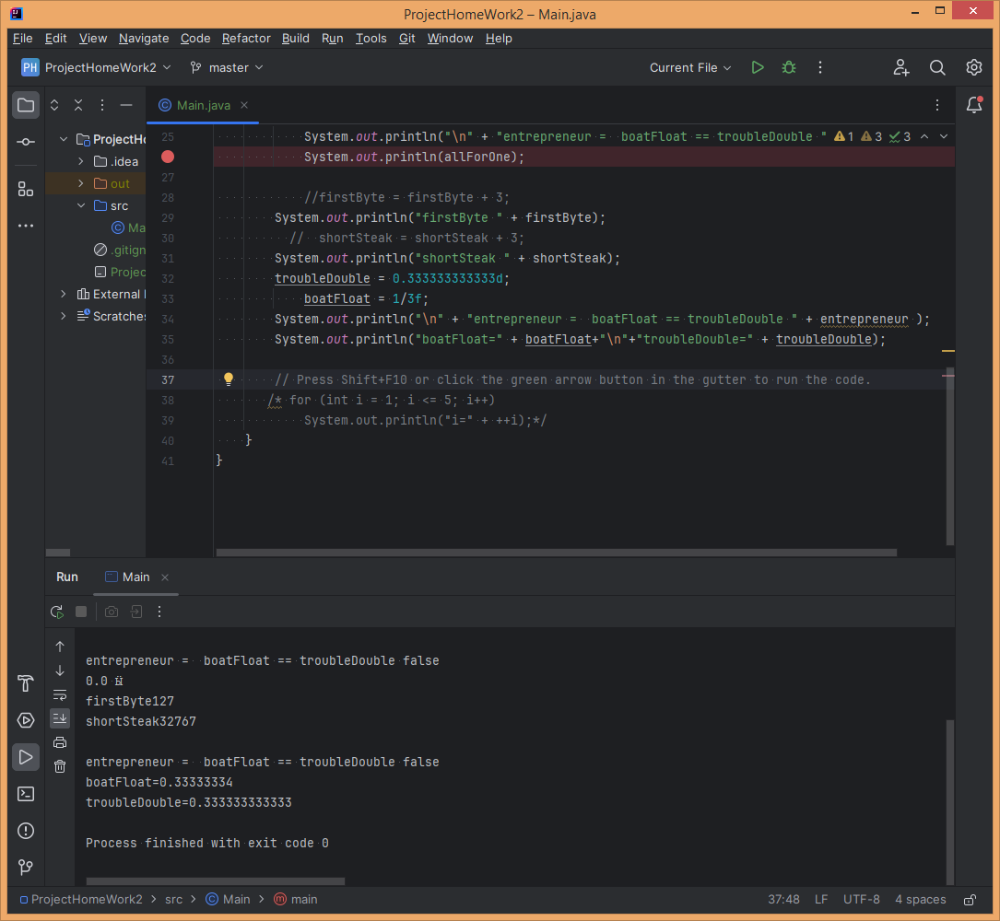 ProjectHomeWork2 – Main.java
File Edit View Navigate Code Refactor Build Run Tools Git Window Help
PH ProjectHomeWork2 master Current File
Main.java
ProjectHo
.idea
out
src
Ma
.gitign
Projec
External
Scratches
25 System.out.println("\n" + "entrepreneur =  boatFloat == troubleDouble " 1 3 3
System.out.println(allForOne);
27
28 //firstByte = firstByte + 3;
29 System.out.println("firstByte " + firstByte);
30 //  shortSteak = shortSteak + 3;
31 System.out.println("shortSteak " + shortSteak);
32 troubleDouble = 0.333333333333d;
33 boatFloat = 1/3f;
34 System.out.println("\n" + "entrepreneur =  boatFloat == troubleDouble " + entrepreneur );
35 System.out.println("boatFloat=" + boatFloat+"\n"+"troubleDouble=" + troubleDouble);
36
37 // Press Shift+F10 or click the green arrow button in the gutter to run the code.
38 /* for (int i = 1; i <= 5; i++)
39 System.out.println("i=" + ++i);*/
40 }
41 }
Run Main
entrepreneur =  boatFloat == troubleDouble false
0.0
firstByte127
shortSteak32767
entrepreneur =  boatFloat == troubleDouble false
boatFloat=0.33333334
troubleDouble=0.333333333333
Process finished with exit code 0
ProjectHomeWork2 > src > Main > main 37:48 LF UTF-8 4 spaces